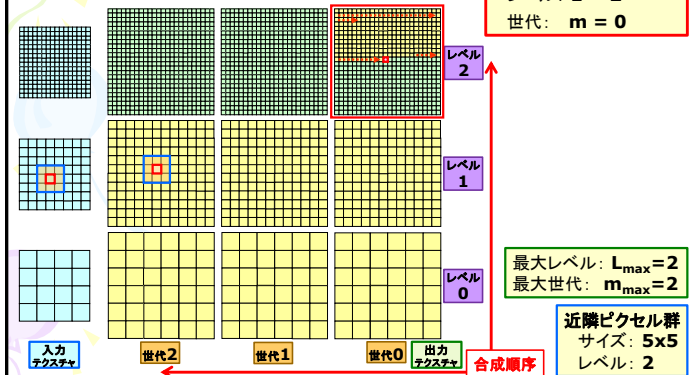 世代: m = 0
レベル
2
レベル
1
レベル
0
最大レベル: Lmax=2
最大世代: mmax=2
近隣ピクセル群
サイズ: 5x5
レベル: 2
入力
テクスチャ
世代2
世代1
世代0
出力
テクスチャ
合成順序